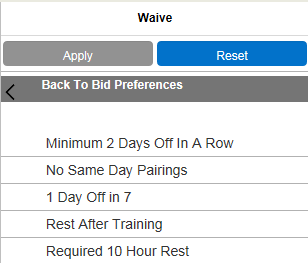 Waive
Apply Reset
Back To Bid Preferences
Minimum 2 Days Off In A Row
No Same Day Pairings
1 Day Off in 7
Rest After Training
Required 10 Hour Rest